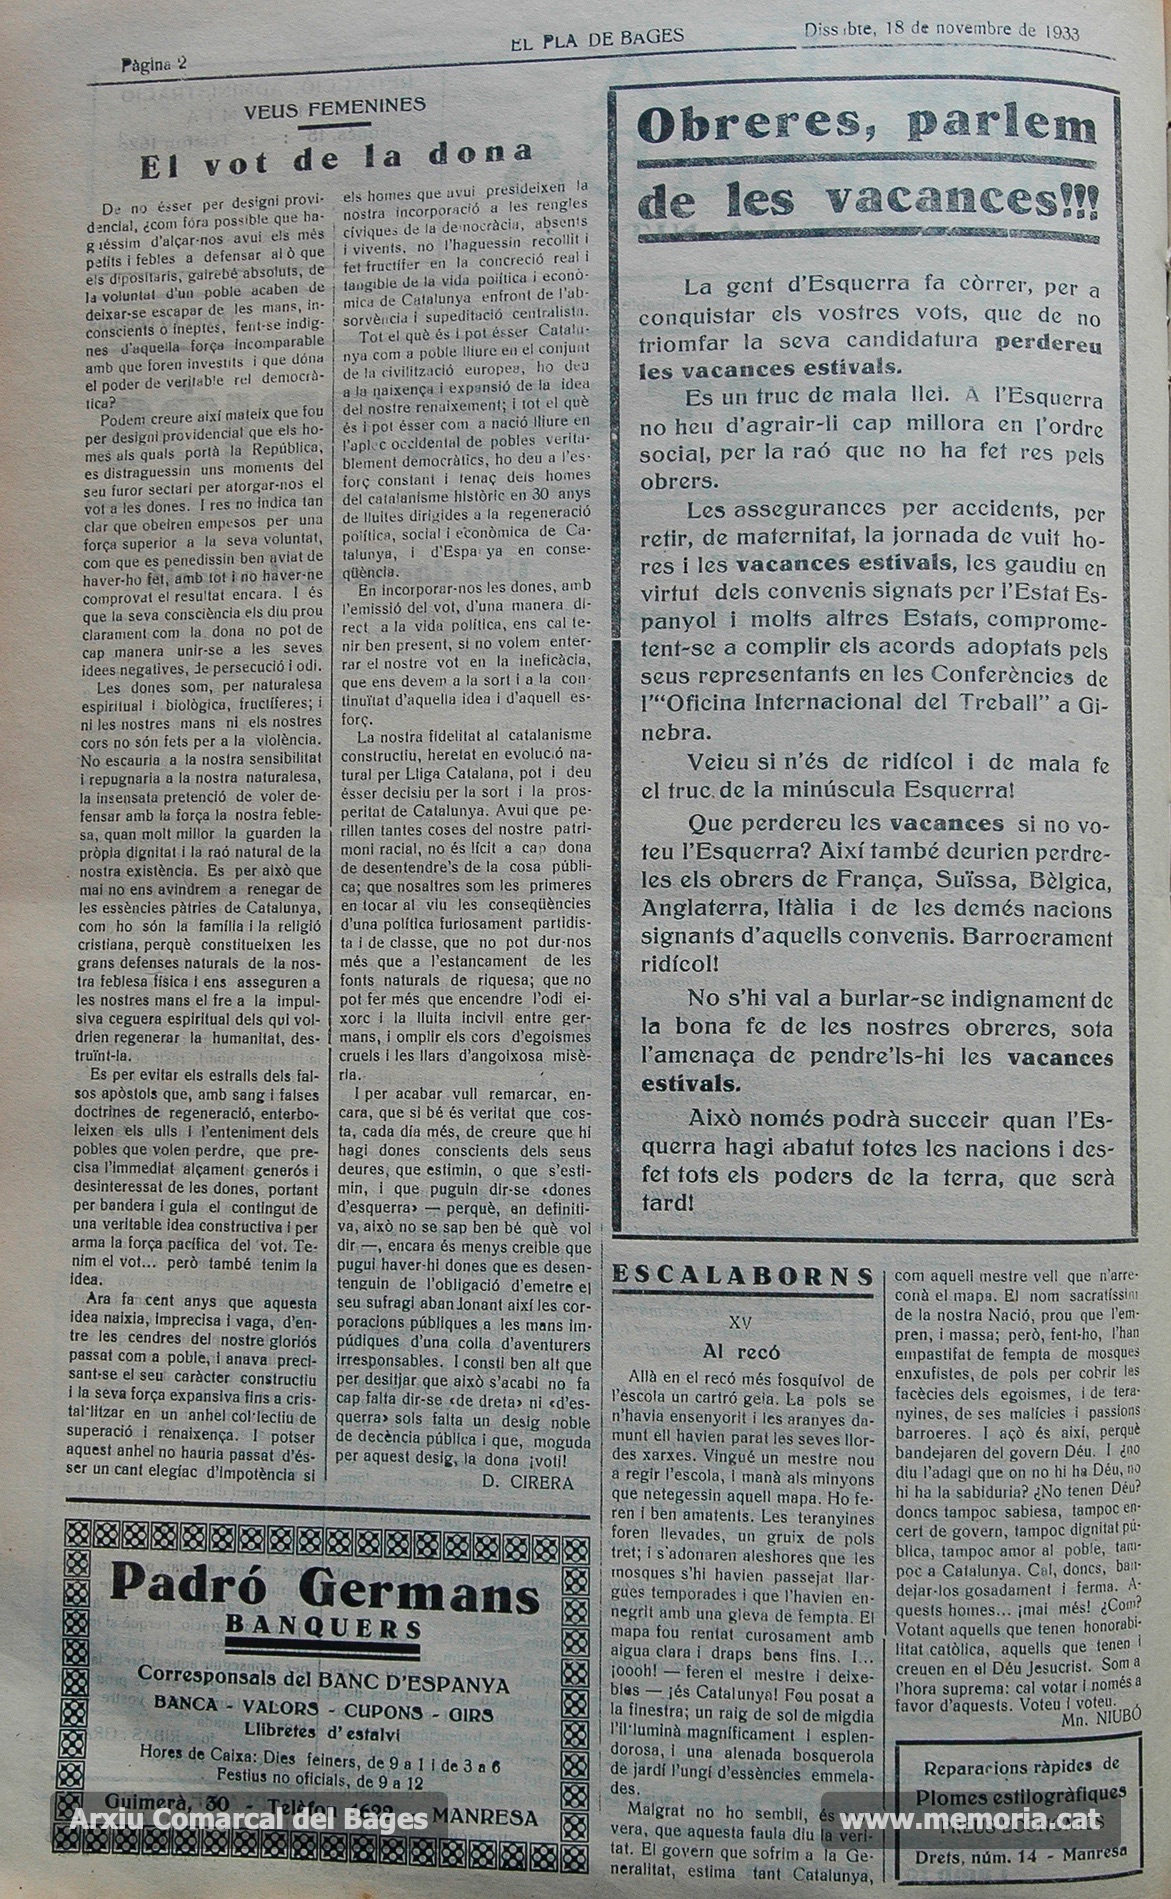 Pàgina 2
EL PLA DE BAGES
Dissabte, 18 de novembre de 1933
VEUS FEMENINES
El vot de la dona
De no ésser per designi provi-
dencial, ¿com fóra possible que ha-
guéssim d'alçar-nos avui els més
petits i febles a defensar alò que
els dipositaris, gairebé absoluts, de
la voluntat d'un poble acaben de
deixar-se escapar de les mans, in-
conscients o ineptes, fent-se indig-
nes d'aquella força incomparable
amb que foren investits i que dóna
el poder de veritable rel democrà-
tica?
Podem creure així mateix que fou
per designi providencial que els ho-
mes als quals portà la República,
es distraguessin uns moments del
seu furor sectari per atorgar-nos el
vot a les dones. I res no indica tan
clar que obeïren empesos per una
força superior a la seva voluntat,
com que es penedissin ben aviat de
haver-ho fet, amb tot i no haver-ne
comprovat el resultat encara. I és
que la seva consciència els diu prou
clarament com la dona no pot de
cap manera unir-se a les seves
idees negatives, de persecució i odi.
Les dones som, per naturalesa
espiritual i biològica, fructíferes; i
ni les nostres mans ni els nostres
cors no són fets per a la violència.
No escauria a la nostra sensibilitat
i repugnaria a la nostra naturalesa,
la insensata pretenció de voler de-
fensar amb la força la nostra feble-
sa, quan molt millor la guarden la
pròpia dignitat i la raó natural de la
nostra existència. Es per això que
mai no ens avindrem a renegar de
les essències pàtries de Catalunya,
com ho són la família i la religió
cristiana, perquè constitueixen les
grans defenses naturals de la nos-
tra feblesa física i ens asseguren a
les nostres mans el fre a la impul-
siva ceguera espiritual dels qui vol-
drien regenerar la humanitat, des-
truïnt-la.
Es per evitar els estralls dels fal-
sos apòstols que, amb sang i falses
doctrines de regeneració, enterbo-
leixen els ulls i l'enteniment dels
pobles que volen perdre, que pre-
cisa l'immediat alçament generós i
desinteressat de les dones, portant
per bandera i guia el contingut de
una veritable idea constructiva i per
arma la força pacífica del vot. Te-
nim el vot... però també tenim la
idea.
Ara fa cent anys que aquesta
idea naixia, imprecisa i vaga, d'en-
tre les cendres del nostre gloriós
passat com a poble, i anava preci-
sant-se el seu caràcter constructiu
i la seva força expansiva fins a cris-
tal·litzar en un anhel col·lectiu de
superació i renaixença. I potser
aquest anhel no hauria passat d'és-
ser un cant elegíac d'impotència si
els homes que avui presideixen la
nostra incorporació a les rengles
cíviques de la democràcia, absents
i vivents, no l'haguessin recollit i
fet fructífer en la concreció real i
tangible de la vida política i econò-
mica de Catalunya enfront de l'ab-
sorvència i supeditació centralista.
Tot el què és i pot ésser Catalu-
nya com a poble lliure en el conjunt
de la civilització europea, ho deu
a la naixença i expansió de la idea
del nostre renaixement; i tot el què
és i pot ésser com a nació lliure en
l'aplec occidental de pobles verita-
blement democràtics, ho deu a l'es-
forç constant i tenaç dels homes
del catalanisme històric en 30 anys
de lluites dirigides a la regeneració
política, social i econòmica de Ca-
talunya, i d'Espanya en conse-
qüència.
En incorporar-nos les dones, amb
l'emissió del vot, d'una manera di-
rect a la vida política, ens cal te-
nir ben present, si no volem enter-
rar el nostre vot en la ineficàcia,
que ens devem a la sort i a la con-
tinuïtat d'aquella idea i d'aquell es-
forç.
La nostra fidelitat al catalanisme
constructiu, heretat en evolució na-
tural per Lliga Catalana, pot i deu
ésser decisiu per la sort i la pros-
peritat de Catalunya. Avui que pe-
rillen tantes coses del nostre patri-
moni racial, no és lícit a cap dona
de desentendre's de la cosa públi-
ca; que nosaltres som les primeres
en tocar al viu les conseqüències
d'una política furiosament partidis-
ta i de classe, que no pot dur-nos
més que a l'estancament de les
fonts naturals de riquesa; que no
pot fer més que encendre l'odi ei-
xorc i la lluita incivil entre ger-
mans, i omplir els cors d'egoismes
cruels i les llars d'angoixosa misè-
ria.
I per acabar vull remarcar, en-
cara, que si bé és veritat que cos-
ta, cada día més, de creure que hi
hagi dones conscients dels seus
deures, que estimin, o que s'esti-
min, i que puguin dir-se «dones
d'esquerra» — perquè, en definiti-
va, això no se sap ben bé què vol
dir —, encara és menys creible que
pugui haver-hi dones que es desen-
tenguin de l'obligació d'emetre el
seu sufragi abandonant així les cor-
poracions públiques a les mans im-
púdiques d'una colla d'aventurers
irresponsables. I consti ben alt que
per desitjar que això s'acabi no fa
cap falta dir-se «de dreta» ni «d'es-
querra» sols falta un desig noble
de decència pública i que, moguda
per aquest desig, la dona ¡voti!
D. CIRERA
Padró Germans
BANQUERS
Corresponsals del BANC D'ESPANYA
BANCA - VALORS - CUPONS - GIRS
Llibretes d'estalvi
Hores de Caixa: Dies feiners, de 9 a 1 i de 3 a 6
Festius no oficials, de 9 a 12
Guimerà, 30 - Telèfon 1622 - MANRESA
Obreres, parlem
de les vacances!!!
La gent d'Esquerra fa còrrer, per a
conquistar els vostres vots, que de no
triomfar la seva candidatura perdereu
les vacances estivals.
Es un truc de mala llei. A l'Esquerra
no heu d'agrair-li cap millora en l'ordre
social, per la raó que no ha fet res pels
obrers.
Les assegurances per accidents, per
retir, de maternitat, la jornada de vuit ho-
res i les vacances estivals, les gaudiu en
virtut dels convenis signats per l'Estat Es-
panyol i molts altres Estats, comprome-
tent-se a complir els acords adoptats pels
seus representants en les Conferències de
l'“Oficina Internacional del Treball” a Gi-
nebra.
Veieu si n'és de ridícol i de mala fe
el truc de la minúscula Esquerra!
Que perdereu les vacances si no vo-
teu l'Esquerra? Així també deurien perdre-
les els obrers de França, Suïssa, Bèlgica,
Anglaterra, Itàlia i de les demés nacions
signants d'aquells convenis. Barroerament
ridícol!
No s'hi val a burlar-se indignament de
la bona fe de les nostres obreres, sota
l'amenaça de pendre'ls-hi les vacances
estivals.
Això només podrà succeir quan l'Es-
querra hagi abatut totes les nacions i des-
fet tots els poders de la terra, que serà
tard!
ESCALABORNS
XV
Al recó
Allà en el recó més fosquívol de
l'escola un cartró geia. La pols se
n'havia ensenyorit i les aranyes da-
munt ell havien parat les seves llor-
des xarxes. Vingué un mestre nou
a regir l'escola, i manà als minyons
que netegessin aquell mapa. Ho fe-
ren i ben amatents. Les teranyines
foren llevades, un gruix de pols
tret; i s'adonaren aleshores que les
mosques s'hi havien passejat llar-
gues temporades i que l'havien en-
negrit amb una gleva de fempta. El
mapa fou rentat curosament amb
aigua clara i draps bens fins. I...
¡oooh! — feren el mestre i deixe-
bles — ¡és Catalunya! Fou posat a
la finestra; un raig de sol de migdia
l'il·luminà magníficament i esplen-
dorosa, i una alenada bosquerola
de jardí l'ungí d'essències emmela-
des.
Malgrat no ho sembli, és
vera, que aquesta faula diu la veri-
tat. El govern que sofrim a la Ge-
neralitat, estima tant Catalunya,
com aquell mestre vell que n'arre-
conà el mapa. El nom sacratíssim
de la nostra Nació, prou que l'em-
pren, i massa; però, fent-ho, l'han
empastifat de fempta de mosques
enxufistes, de pols per cobrir les
facècies dels egoismes, i de tera-
nyines, de ses malícies i passions
barroeres. I açò és així, perquè
bandejaren del govern Déu. I ¿no
diu l'adagi que on no hi ha Déu, no
hi ha la sabiduria? ¿No tenen Déu?
doncs tampoc sabiesa, tampoc en-
cert de govern, tampoc dignitat pú-
blica, tampoc amor al poble, tam-
poc a Catalunya. Cal, doncs, ban-
dejar-los gosadament i ferma. A-
quests homes... ¡mai més! ¿Com?
Votant aquells que tenen honorabi-
litat catòlica, aquells que tenen i
creuen en el Déu Jesucrist. Som a
l'hora suprema: cal votar i només a
favor d'aquests. Voteu i voteu.
Mn. NIUBÓ
Reparacions ràpides de
Plomes estilogràfiques
PREUS ECONOMICS
Drets, núm. 14 - Manresa
Arxiu Comarcal del Bages
www.memoria.cat